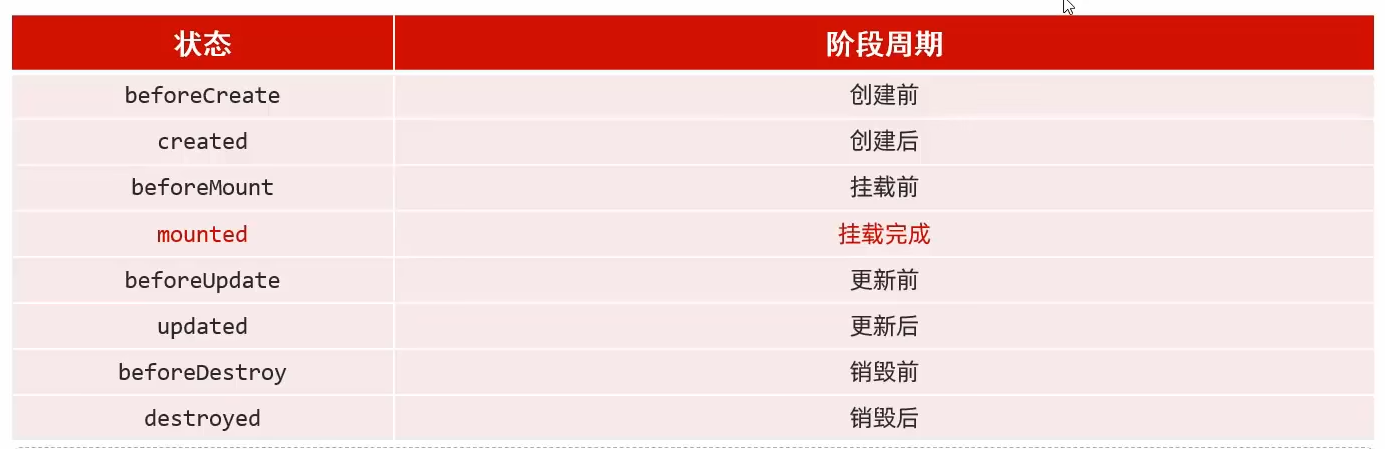 状态 阶段周期
beforeCreate 创建前
created 创建后
beforeMount 挂载前
mounted 挂载完成
beforeUpdate 更新前
updated 更新后
beforeDestroy 销毁前
destroyed 销毁后